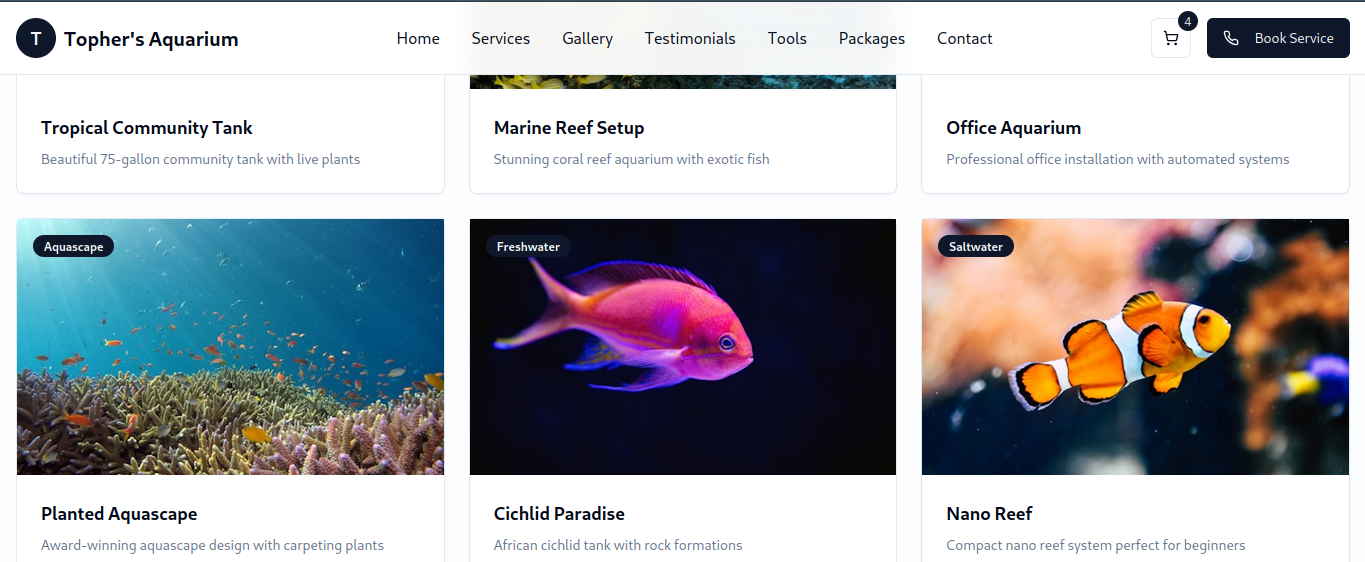 T Topher's Aquarium Home Services Gallery Testimonials Tools Packages Contact 4 Book Service
Tropical Community Tank
Beautiful 75-gallon community tank with live plants
Marine Reef Setup
Stunning coral reef aquarium with exotic fish
Office Aquarium
Professional office installation with automated systems
Aquascape
Planted Aquascape
Award-winning aquascape design with carpeting plants
Freshwater
Cichlid Paradise
African cichlid tank with rock formations
Saltwater
Nano Reef
Compact nano reef system perfect for beginners